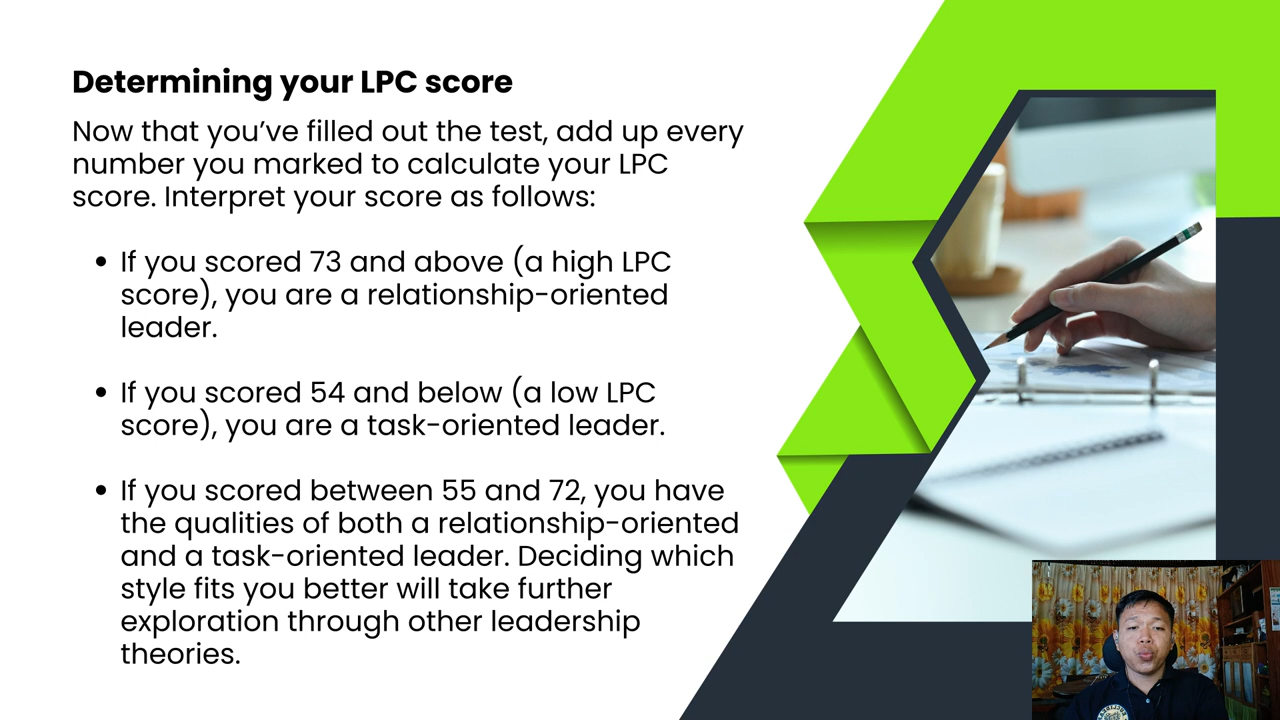 Determining your LPC score
Now that you’ve filled out the test, add up every
number you marked to calculate your LPC
score. Interpret your score as follows:
• If you scored 73 and above (a high LPC
score), you are a relationship-oriented
leader.
• If you scored 54 and below (a low LPC
score), you are a task-oriented leader.
• If you scored between 55 and 72, you have
the qualities of both a relationship-oriented
and a task-oriented leader. Deciding which
style fits you better will take further
exploration through other leadership
theories.